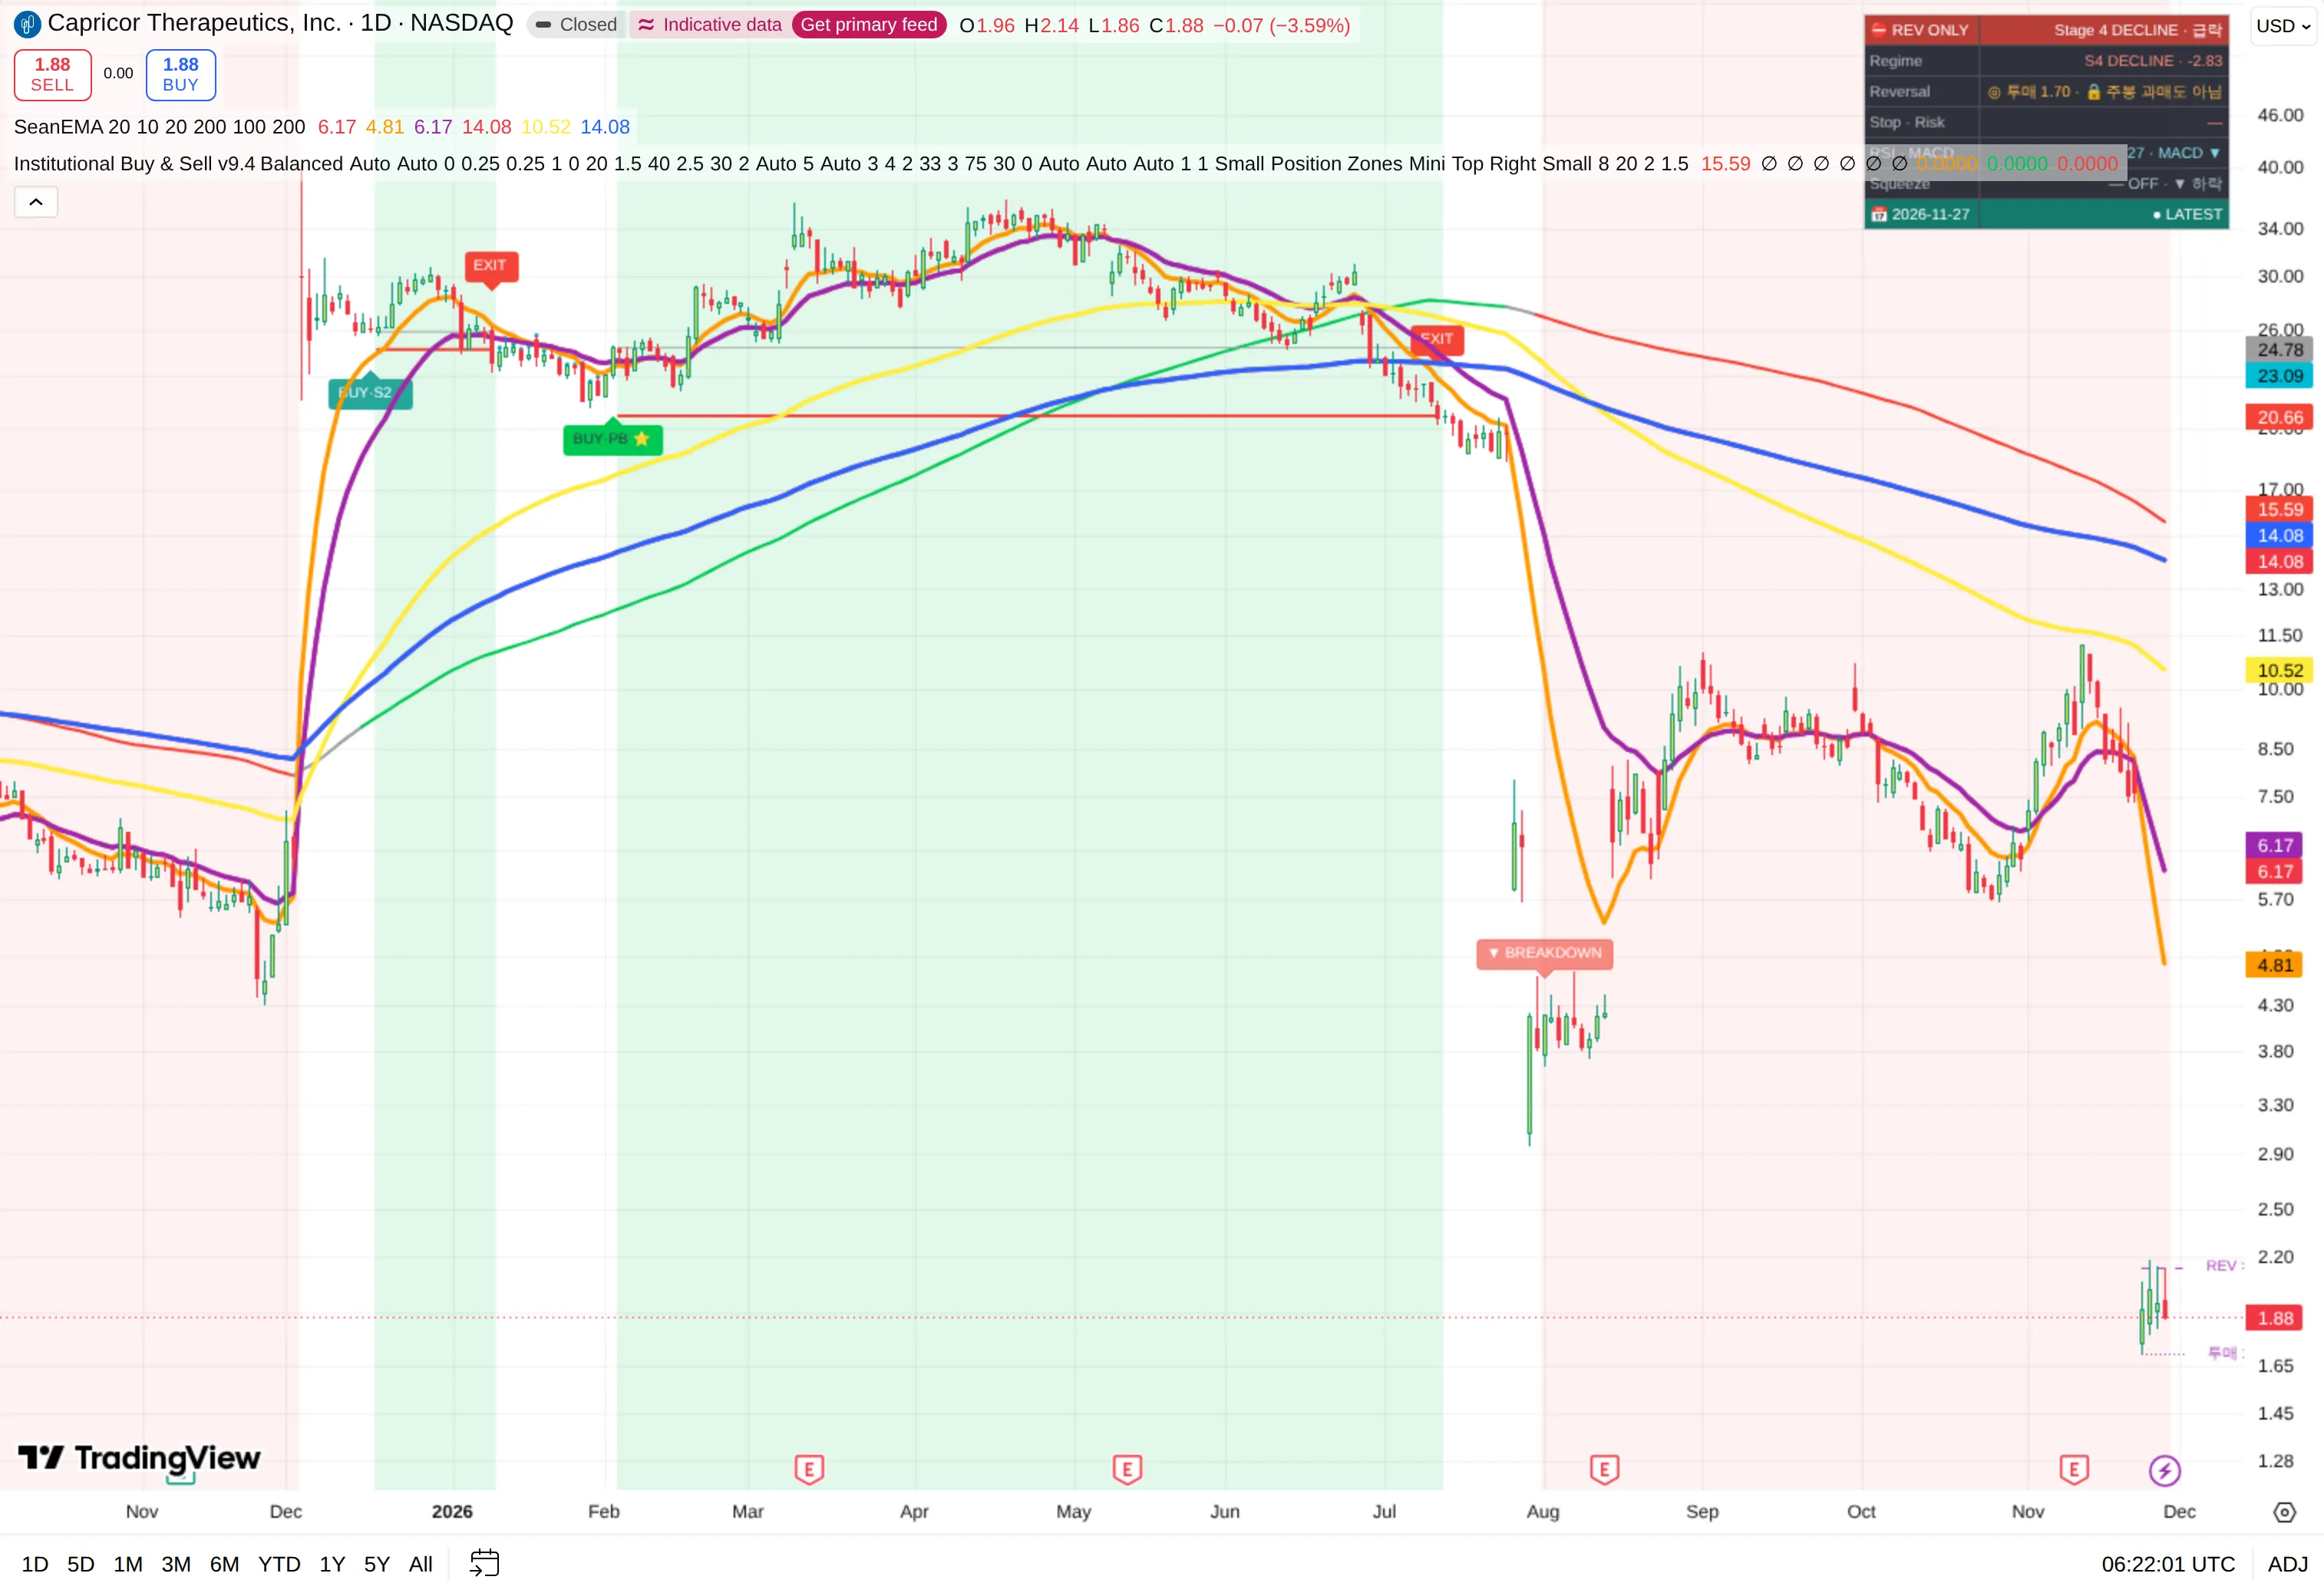 Capricor Therapeutics, Inc. · 1D · NASDAQ Closed Indicative data Get primary feed O1.96 H2.14 L1.86 C1.88 −0.07 (−3.59%)
1.88 SELL
0.00
1.88 BUY
SeanEMA 20 10 20 200 100 200 6.17 4.81 6.17 14.08 10.52 14.08
Institutional Buy & Sell v9.4 Balanced Auto Auto 0 0.25 0.25 1 0 20 1.5 40 2.5 30 2 Auto 5 Auto 3 4 2 33 3 75 30 0 Auto Auto Auto 1 1 Small Position Zones Mini Top Right Small 8 20 2 1.5 15.59 ∅ ∅ ∅ ∅ ∅ ∅ 0.0000 0.0000 0.0000
⛔ REV ONLY Stage 4 DECLINE · 급락
Regime S4 DECLINE · -2.83
Reversal ◎ 투매 1.70 · 🔒 주봉 과매도 아님
Stop · Risk —
RSI · MACD 27 · MACD ▼
Squeeze — OFF · ▼ 하락
📅 2026-11-27 ● LATEST
USD
46.00
40.00
34.00
30.00
26.00
24.78
23.09
20.66
17.00
15.59
14.08
14.08
13.00
11.50
10.52
10.00
8.50
7.50
6.17
6.17
5.70
4.81
4.30
3.80
3.30
2.90
2.50
2.20
1.88
1.65
1.45
1.28
EXIT
BUY·S2
BUY·PB ⭐
EXIT
▼ BREAKDOWN
REV :
투매 :
TradingView
E
E
E
E
Nov Dec 2026 Feb Mar Apr May Jun Jul Aug Sep Oct Nov Dec
1D 5D 1M 3M 6M YTD 1Y 5Y All
06:22:01 UTC ADJ